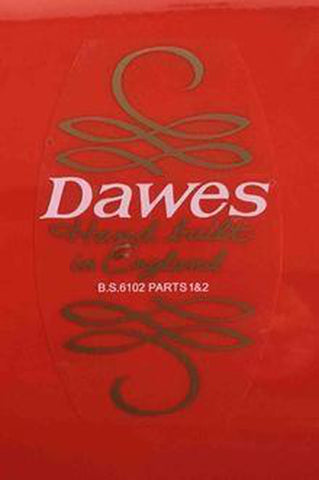 Dawes
Hand built
in England
B.S.6102 PARTS 1&2